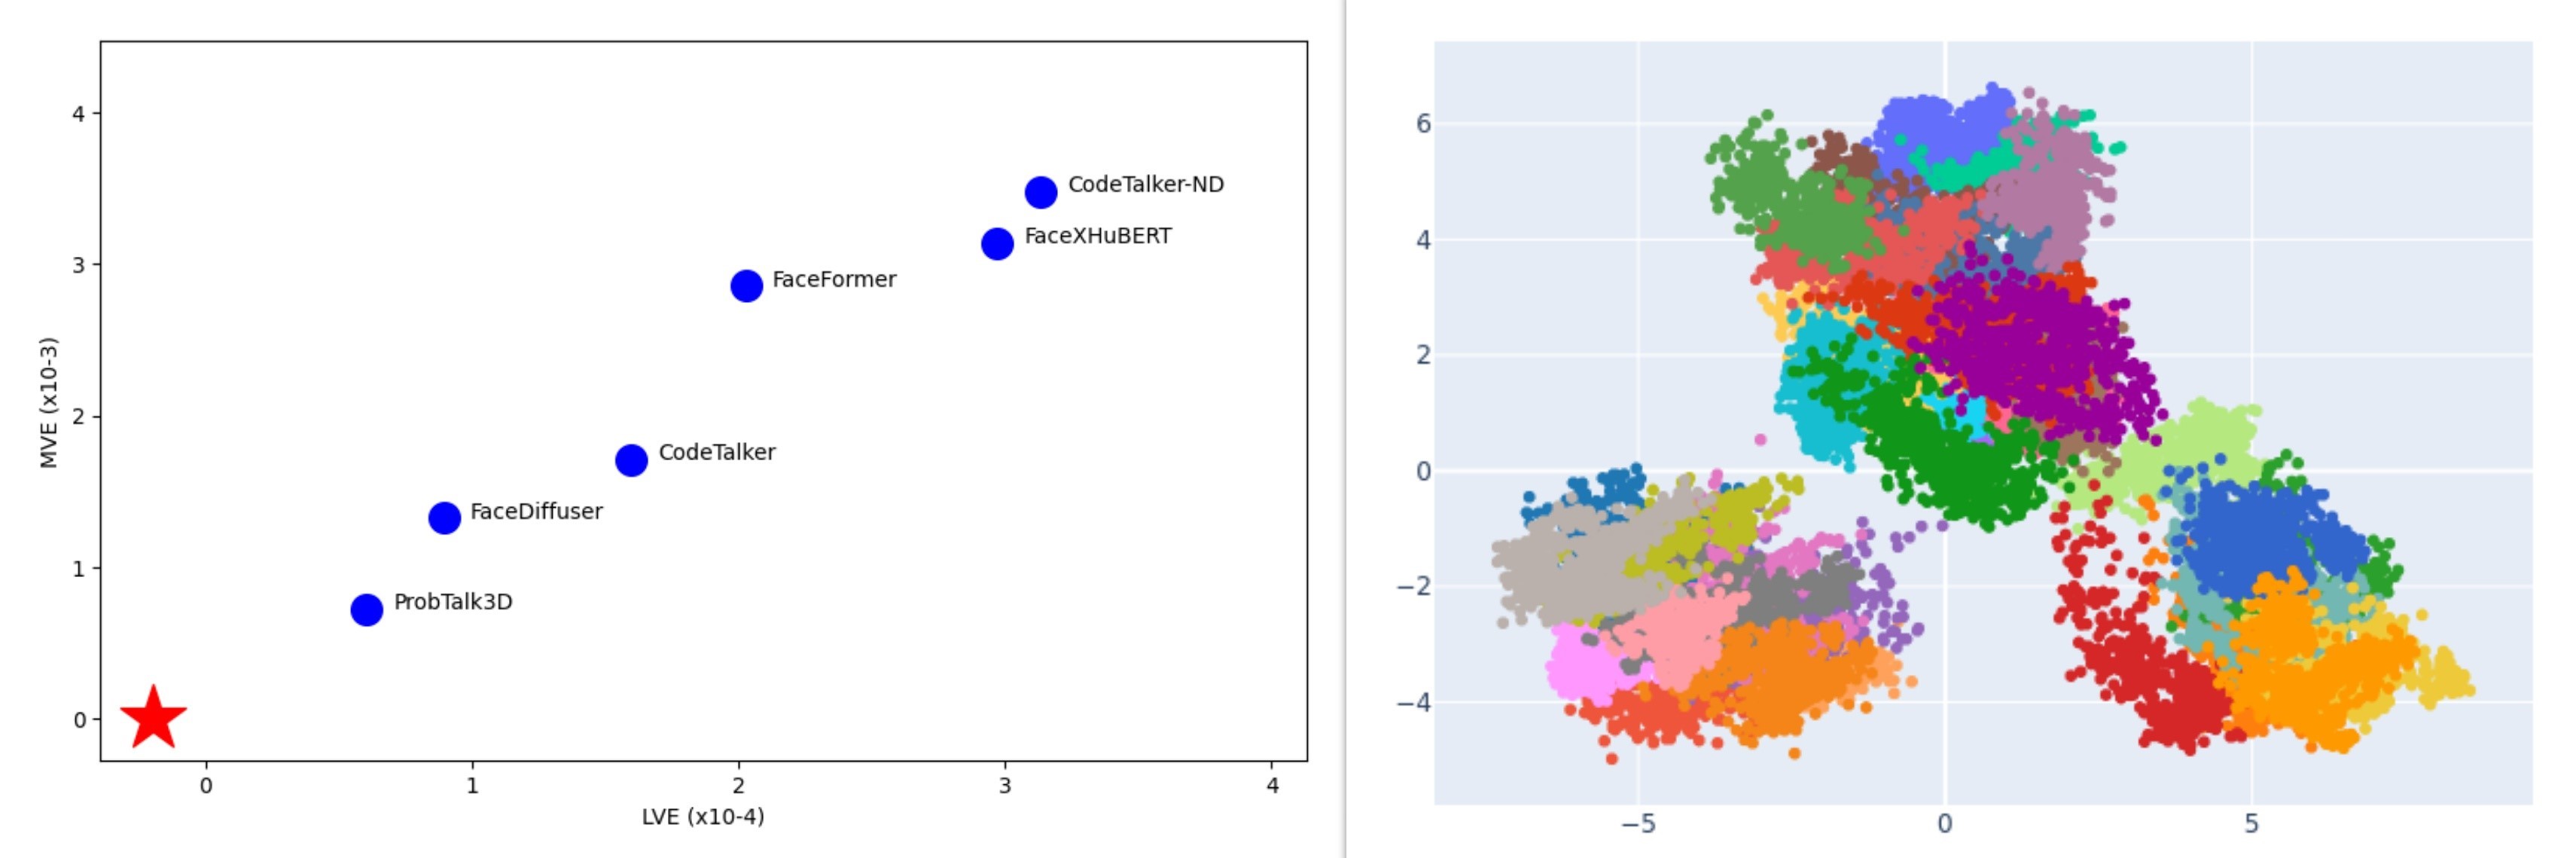 4
3
2
1
0
MVE (x10-3)
CodeTalker-ND
FaceXHuBERT
FaceFormer
CodeTalker
FaceDiffuser
ProbTalk3D
0 1 2 3 4
LVE (x10-4)
6
4
2
0
−2
−4
−5 0 5